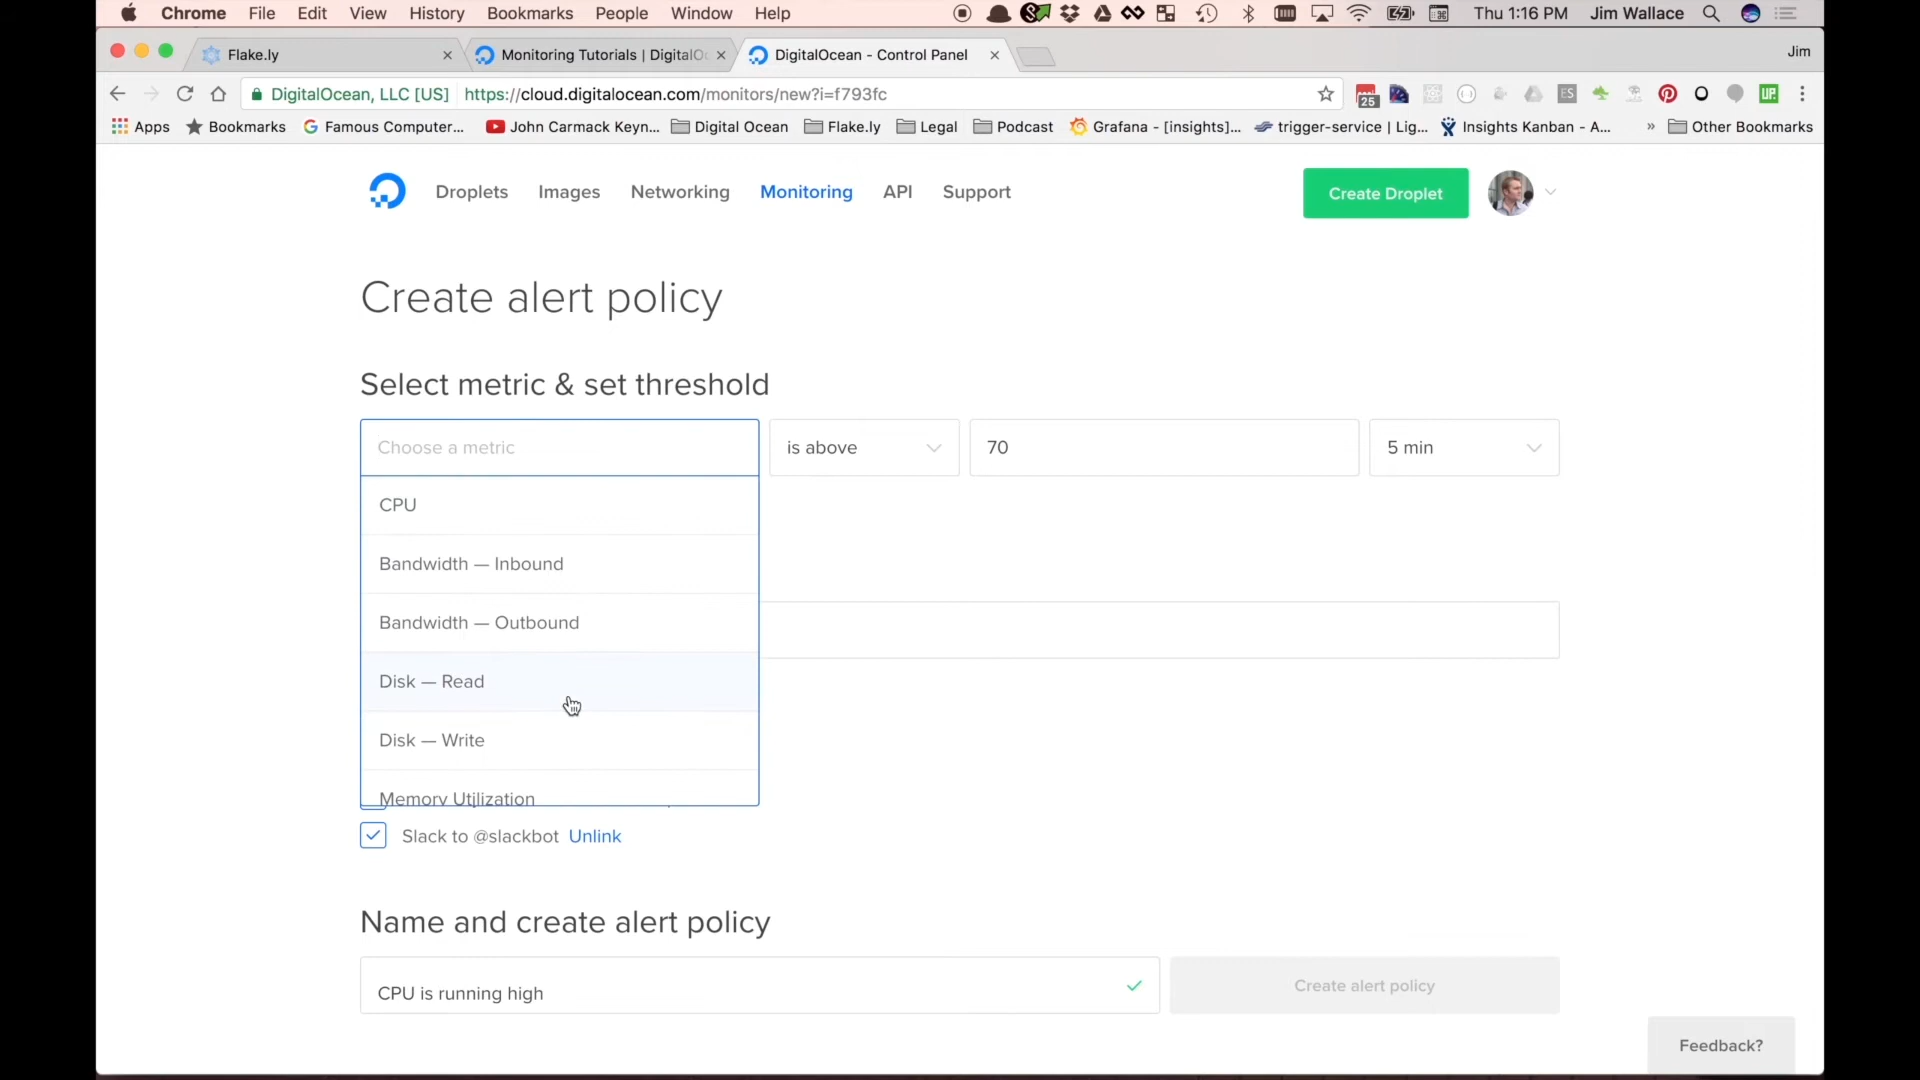 Chrome File Edit View History Bookmarks People Window Help Thu 1:16 PM Jim Wallace
Flake.ly Monitoring Tutorials | DigitalO DigitalOcean - Control Panel Jim
DigitalOcean, LLC [US] https://cloud.digitalocean.com/monitors/new?i=f793fc 25 ES UP
Apps Bookmarks Famous Computer... John Carmack Keyn... Digital Ocean Flake.ly Legal Podcast Grafana - [insights]... trigger-service | Lig... Insights Kanban - A... » Other Bookmarks
Droplets Images Networking Monitoring API Support Create Droplet
Create alert policy
Select metric & set threshold
Choose a metric is above 70 5 min
CPU
Bandwidth — Inbound
Bandwidth — Outbound
Disk — Read
Disk — Write
Memory Utilization
Slack to @slackbot Unlink
Name and create alert policy
CPU is running high Create alert policy
Feedback?